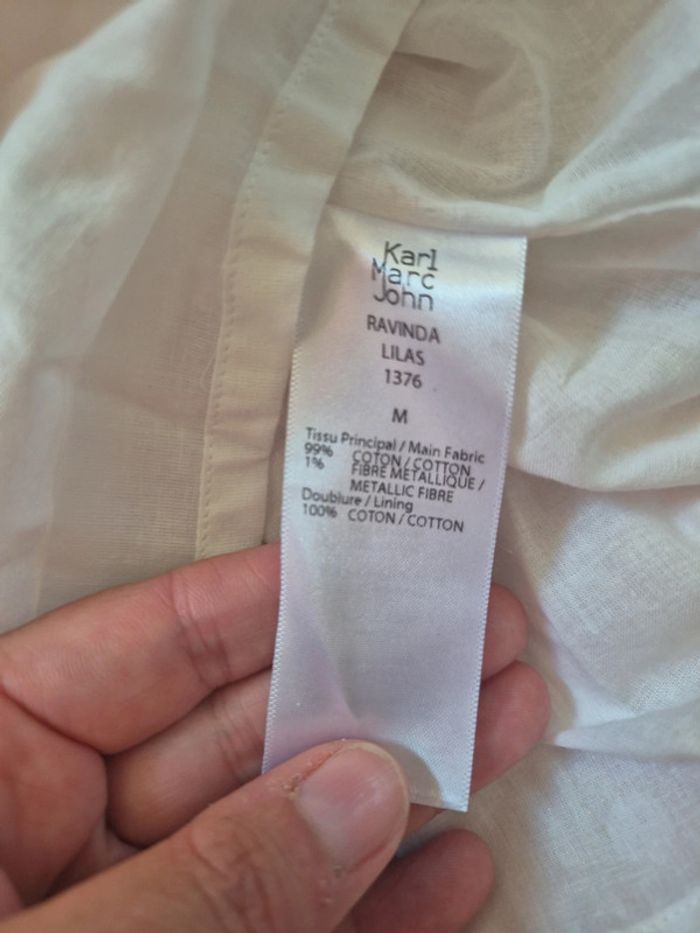 Karl
Marc
John
RAVINDA
LILAS
1376
M
Tissu Principal / Main Fabric
99% COTON / COTTON
1% FIBRE METALLIQUE /
METALLIC FIBRE
Doublure / Lining
100% COTON / COTTON